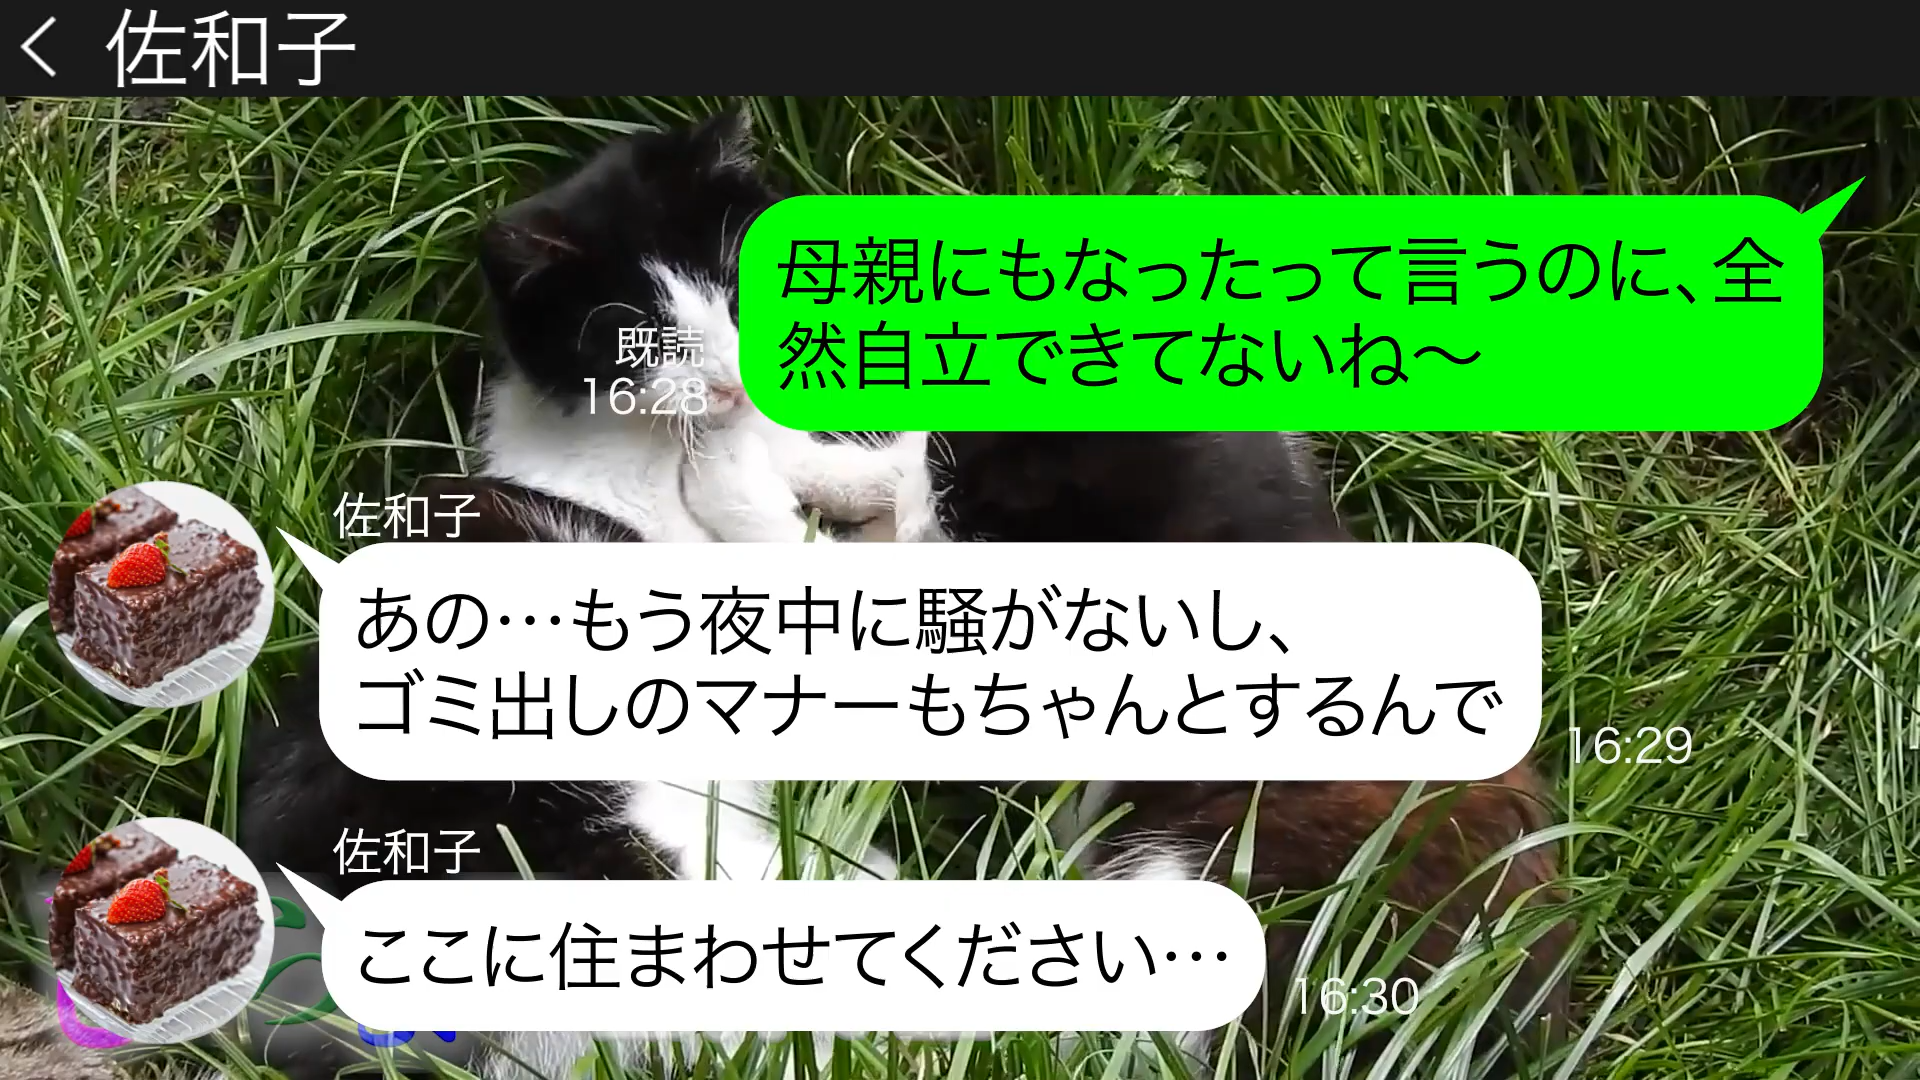 佐和子
母親にもなったって言うのに、全
然自立できてないね〜
既読
16:28
佐和子
あの…もう夜中に騒がないし、
ゴミ出しのマナーもちゃんとするんで
16:29
佐和子
ここに住まわせてください…
16:30